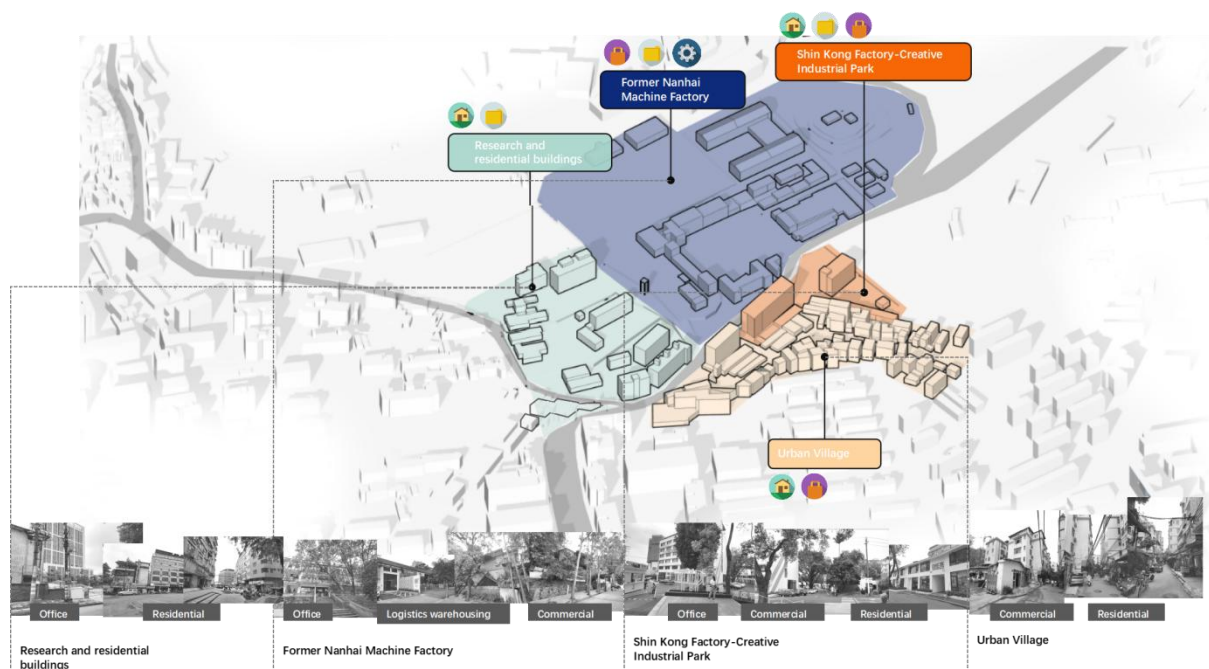 Shin Kong Factory-Creative
Industrial Park
Former Nanhai
Machine Factory
Research and
residential buildings
Urban Village
Office
Residential
Office
Logistics warehousing
Commercial
Office
Commercial
Residential
Commercial
Residential
Research and residential
buildings
Former Nanhai Machine Factory
Shin Kong Factory-Creative
Industrial Park
Urban Village